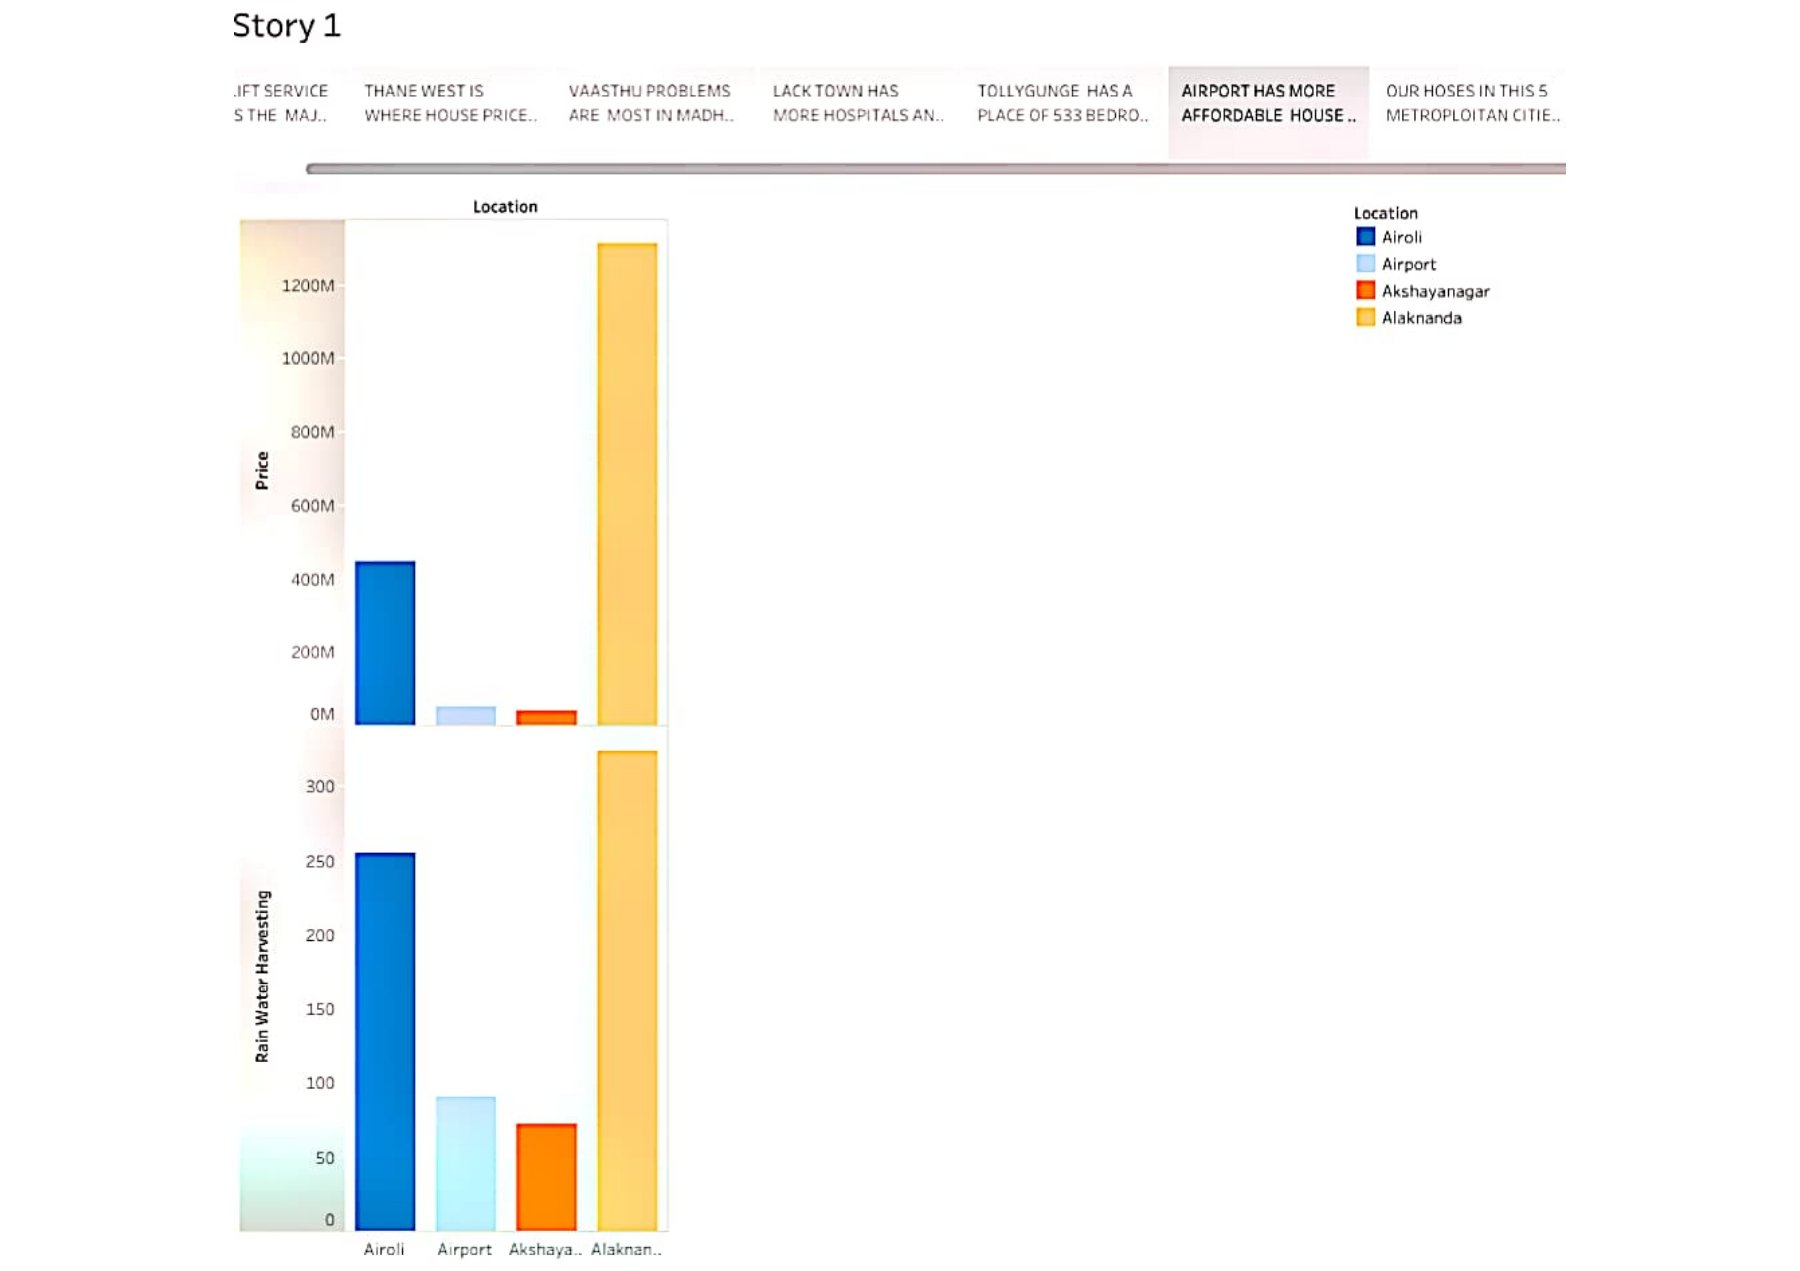 Story 1
.IFT SERVICE
S THE MAJ..
THANE WEST IS
WHERE HOUSE PRICE..
VAASTHU PROBLEMS
ARE MOST IN MADH..
LACK TOWN HAS
MORE HOSPITALS AN..
TOLLYGUNGE HAS A
PLACE OF 533 BEDRO..
AIRPORT HAS MORE
AFFORDABLE HOUSE ..
OUR HOSES IN THIS 5
METROPLOITAN CITIE..
Location
1200M
1000M
800M
600M
400M
200M
0M
Price
300
250
200
150
100
50
0
Rain Water Harvesting
Airoli
Airport
Akshaya..
Alaknan..
Location
Airoli
Airport
Akshayanagar
Alaknanda